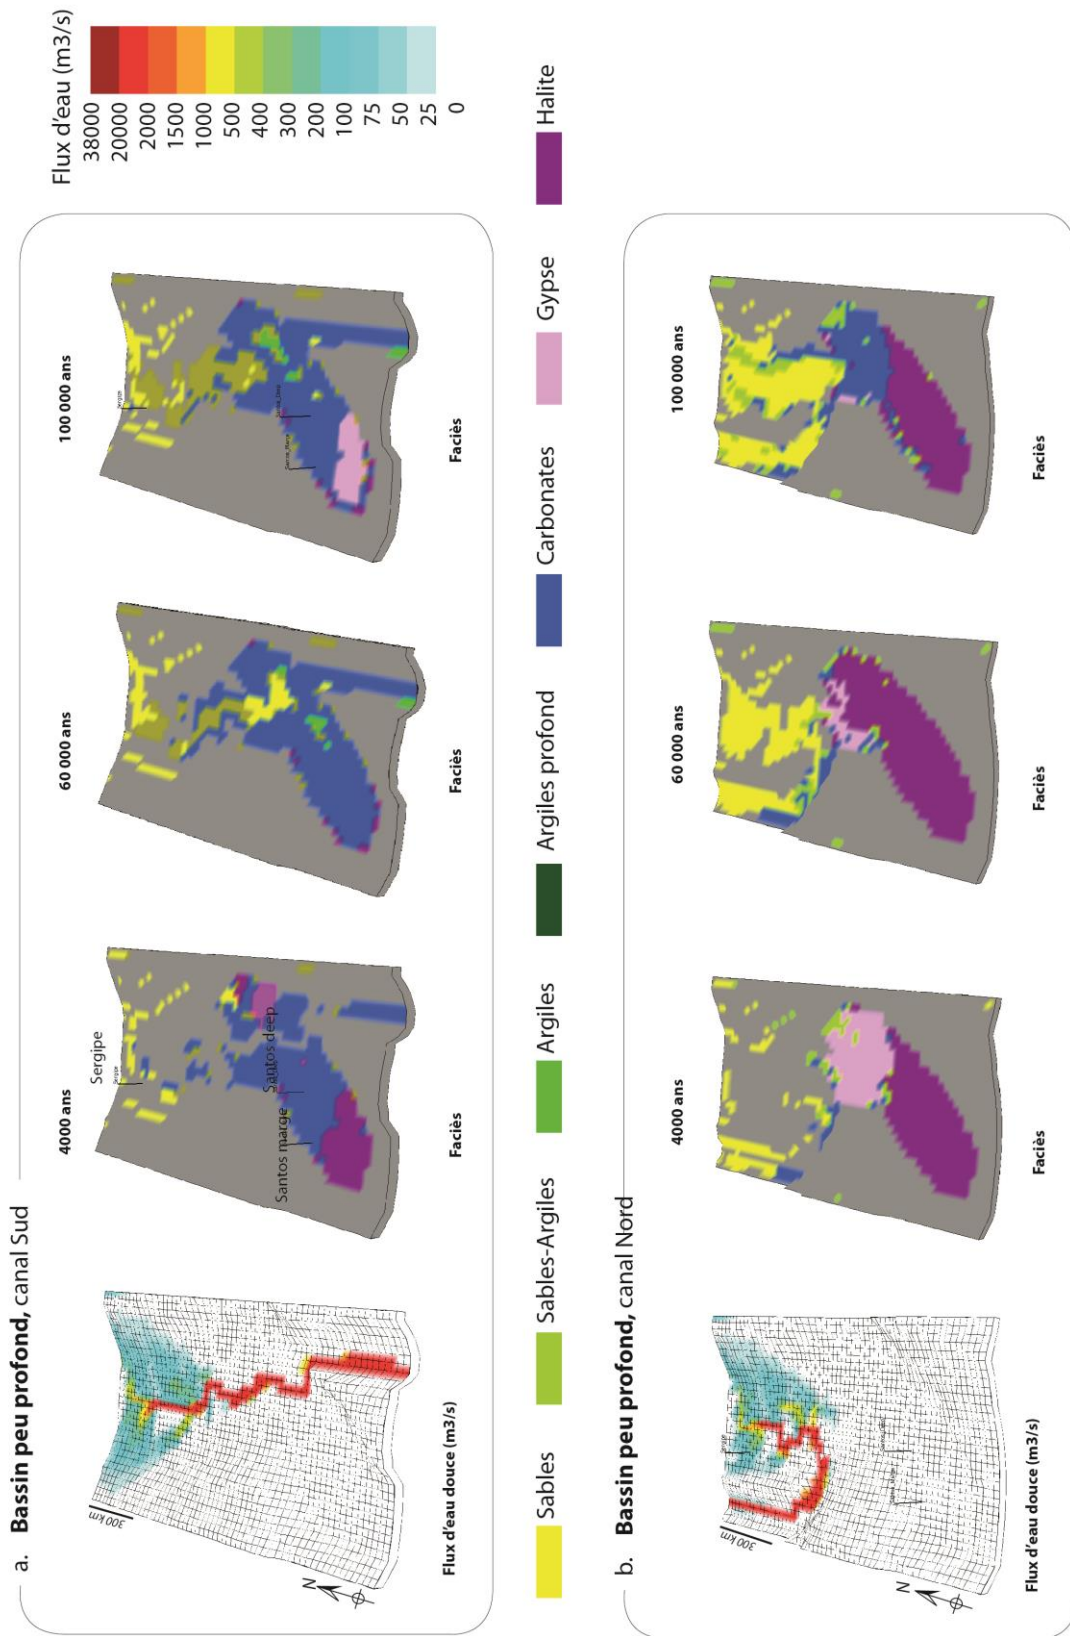 a. Bassin peu profond, canal Sud
300 km
N
Flux d'eau douce (m3/s)
4000 ans
Sergipe
Sergipe
Santos marge
Santos deep
Faciès
60 000 ans
Faciès
100 000 ans
Sergipe
Faciès
Flux d'eau (m3/s)
38000
20000
2000
1500
1000
500
400
300
200
100
75
50
25
0
Sables
Sables-Argiles
Argiles
Argiles profond
Carbonates
Gypse
Halite
b. Bassin peu profond, canal Nord
300 km
N
Flux d'eau douce (m3/s)
4000 ans
Faciès
60 000 ans
Faciès
100 000 ans
Faciès